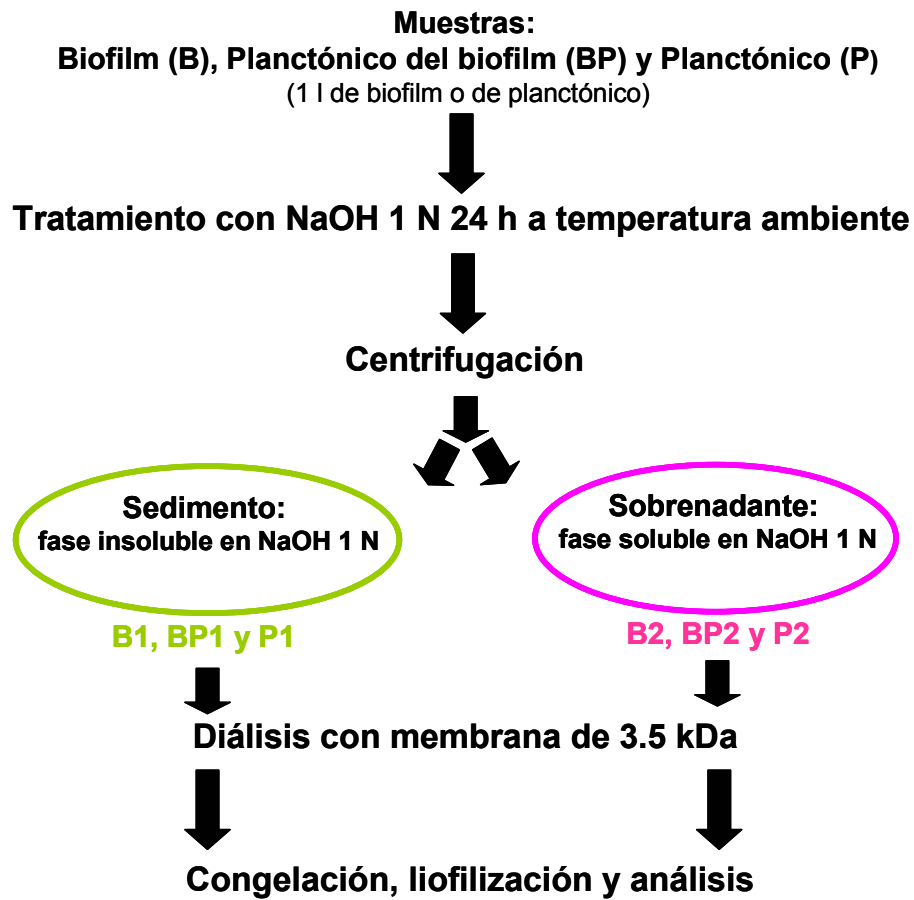 Muestras:
Biofilm (B), Planctónico del biofilm (BP) y Planctónico (P)
(1 l de biofilm o de planctónico)
Tratamiento con NaOH 1 N 24 h a temperatura ambiente
Centrifugación
Sedimento:
fase insoluble en NaOH 1 N
Sobrenadante:
fase soluble en NaOH 1 N
B1, BP1 y P1
B2, BP2 y P2
Diálisis con membrana de 3.5 kDa
Congelación, liofilización y análisis